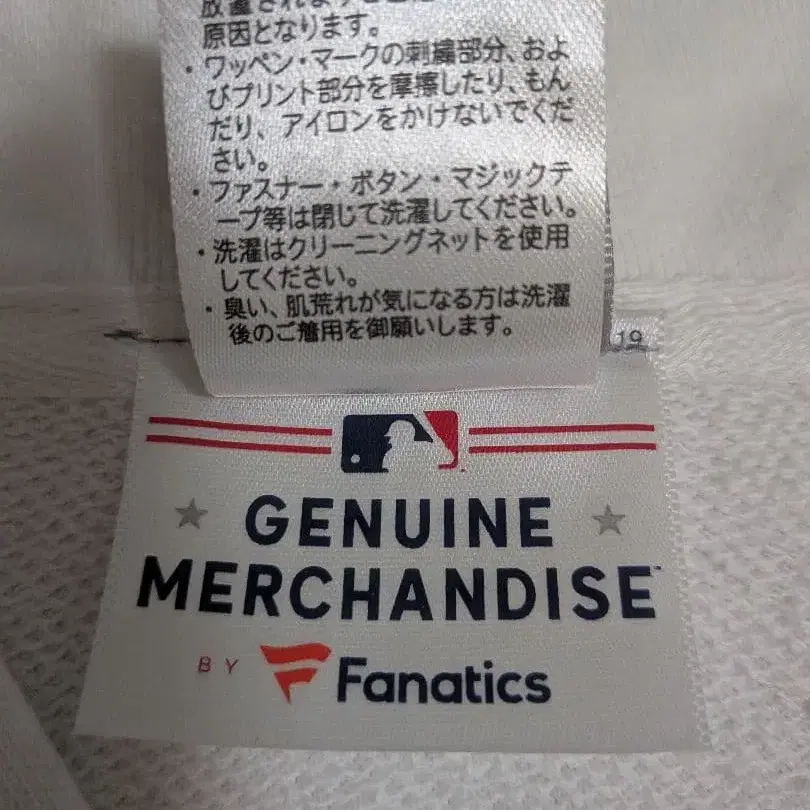 原因となります。
・ワッペン・マークの刺繍部分、およ
びプリント部分を摩擦したり、もん
だり、アイロンをかけないでくだ
さい。
・ファスナー・ボタン・マジックテ
ープ等は閉じて洗濯してください。
・洗濯はクリーニングネットを使用
してください。
・臭い、肌荒れが気になる方は洗濯
後のご着用を御願いします。
19
GENUINE
MERCHANDISE™
BY Fanatics